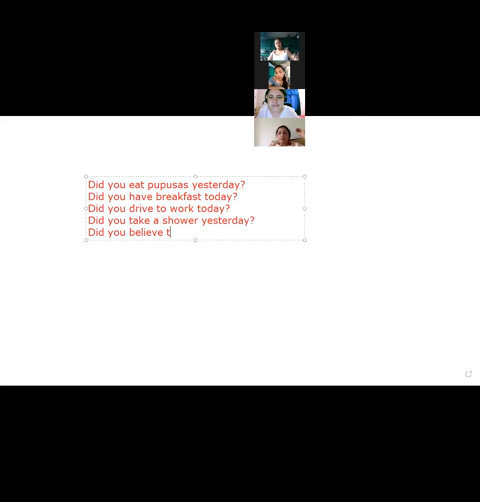 Did you eat pupusas yesterday?
Did you have breakfast today?
Did you drive to work today?
Did you take a shower yesterday?
Did you believe t